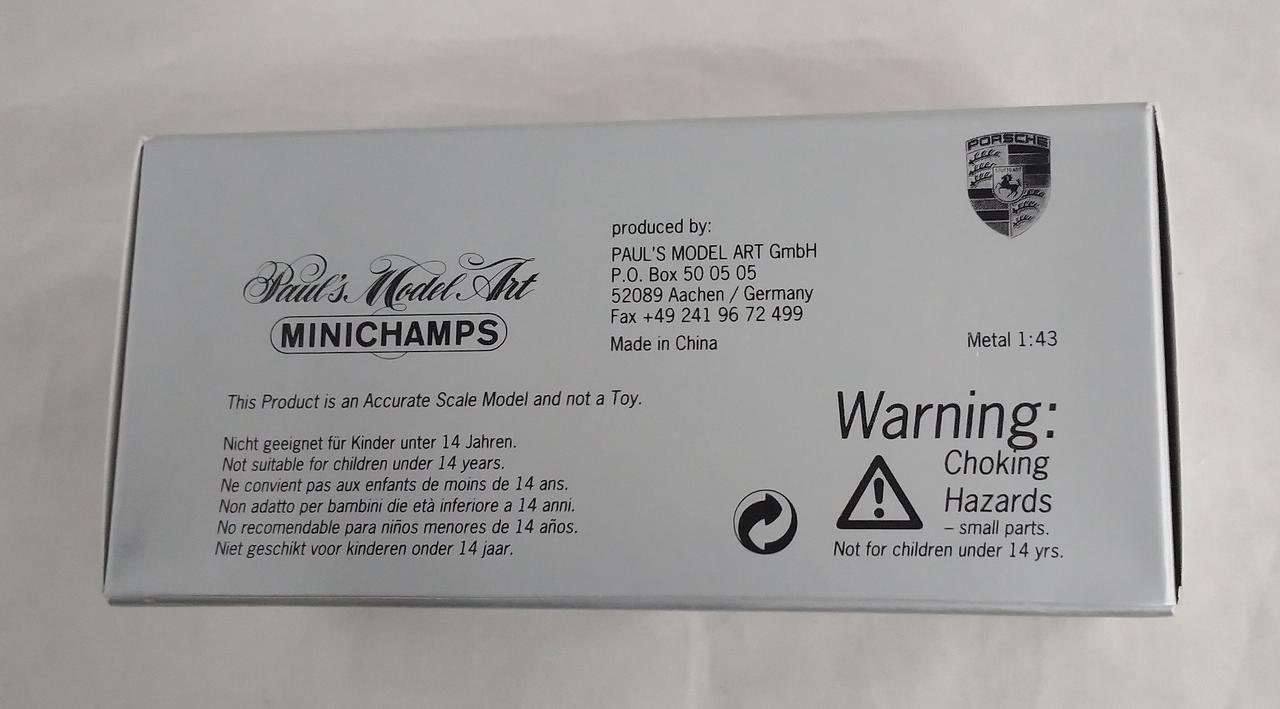 PORSCHE
STUTTGART
Paul's Model Art
MINICHAMPS
produced by:
PAUL'S MODEL ART GmbH
P.O. Box 50 05 05
52089 Aachen / Germany
Fax +49 241 96 72 499
Made in China
Metal 1:43
This Product is an Accurate Scale Model and not a Toy.
Nicht geeignet für Kinder unter 14 Jahren.
Not suitable for children under 14 years.
Ne convient pas aux enfants de moins de 14 ans.
Non adatto per bambini die età inferiore a 14 anni.
No recomendable para niños menores de 14 años.
Niet geschikt voor kinderen onder 14 jaar.
Warning:
Choking
Hazards
– small parts.
Not for children under 14 yrs.